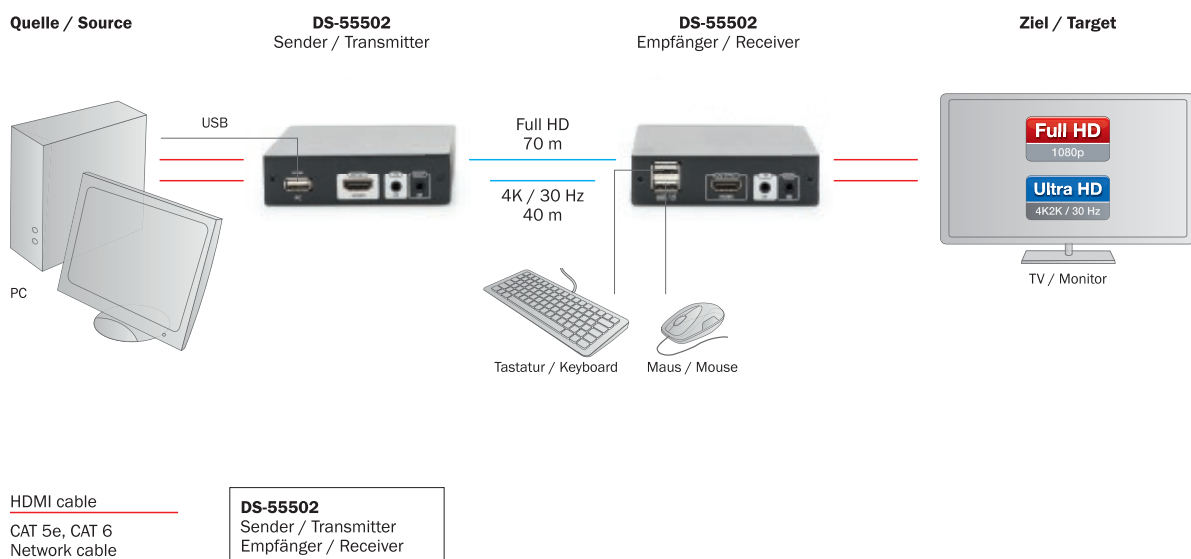 Quelle / Source
DS-55502
Sender / Transmitter
DS-55502
Empfänger / Receiver
Ziel / Target
USB
Full HD
70 m
4K / 30 Hz
40 m
Full HD
1080p
Ultra HD
4K2K / 30 Hz
PC
TV / Monitor
Tastatur / Keyboard
Maus / Mouse
HDMI cable
CAT 5e, CAT 6
Network cable
DS-55502
Sender / Transmitter
Empfänger / Receiver